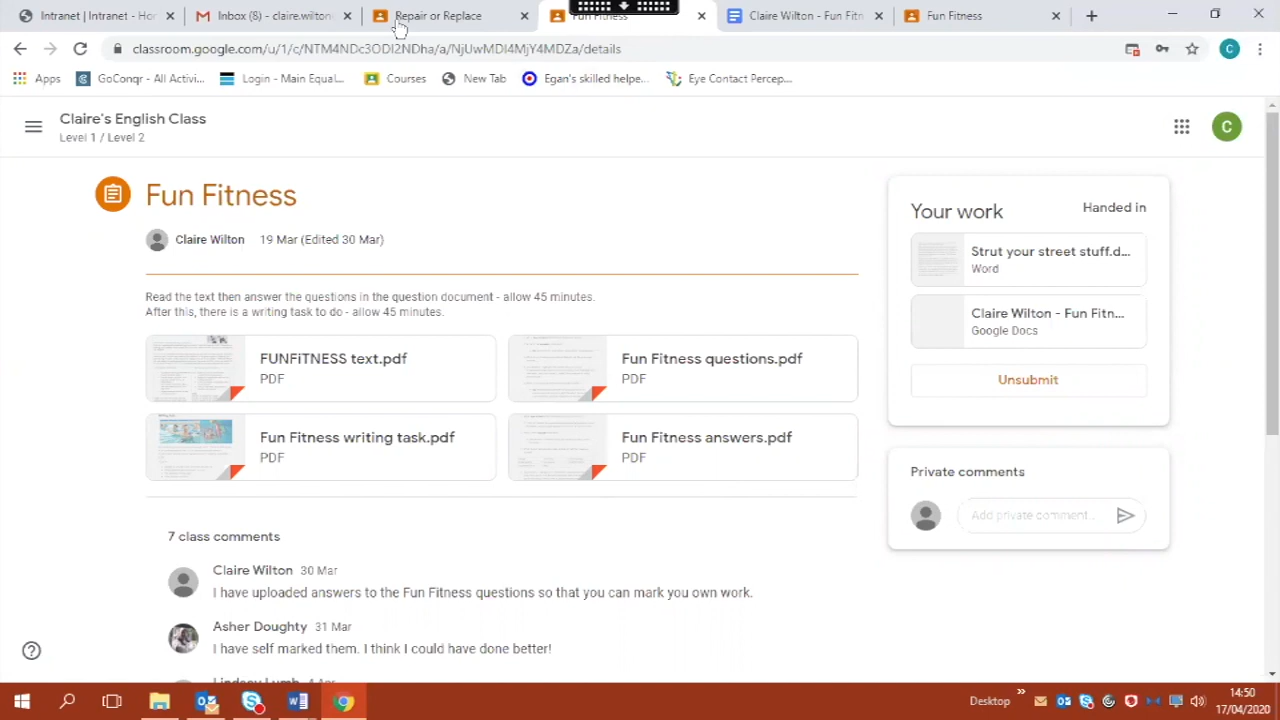 Intranet | Intranet - Hor
Inbox (8) - claire.wilton
Repair or Replace
Fun Fitness
Claire Wilton - Fun Fitn
Fun Fitness
Apps
GoConqr - All Activi...
Login - Main Equal...
Courses
New Tab
Egan's skilled helpe...
Eye Contact Percep...
Claire's English Class
Level 1 / Level 2
C
C
Fun Fitness
Claire Wilton 19 Mar (Edited 30 Mar)
Read the text then answer the questions in the question document - allow 45 minutes.
After this, there is a writing task to do - allow 45 minutes.
FUNFiTNESS text.pdf
PDF
Fun Fitness questions.pdf
PDF
Fun Fitness writing task.pdf
PDF
Fun Fitness answers.pdf
PDF
7 class comments
Claire Wilton 30 Mar
I have uploaded answers to the Fun Fitness questions so that you can mark you own work.
Asher Doughty 31 Mar
I have self marked them. I think I could have done better!
Your work
Handed in
Strut your street stuff.d...
Word
Claire Wilton - Fun Fitn...
Google Docs
Unsubmit
Private comments
Add private comment...
Desktop
14:50
17/04/2020